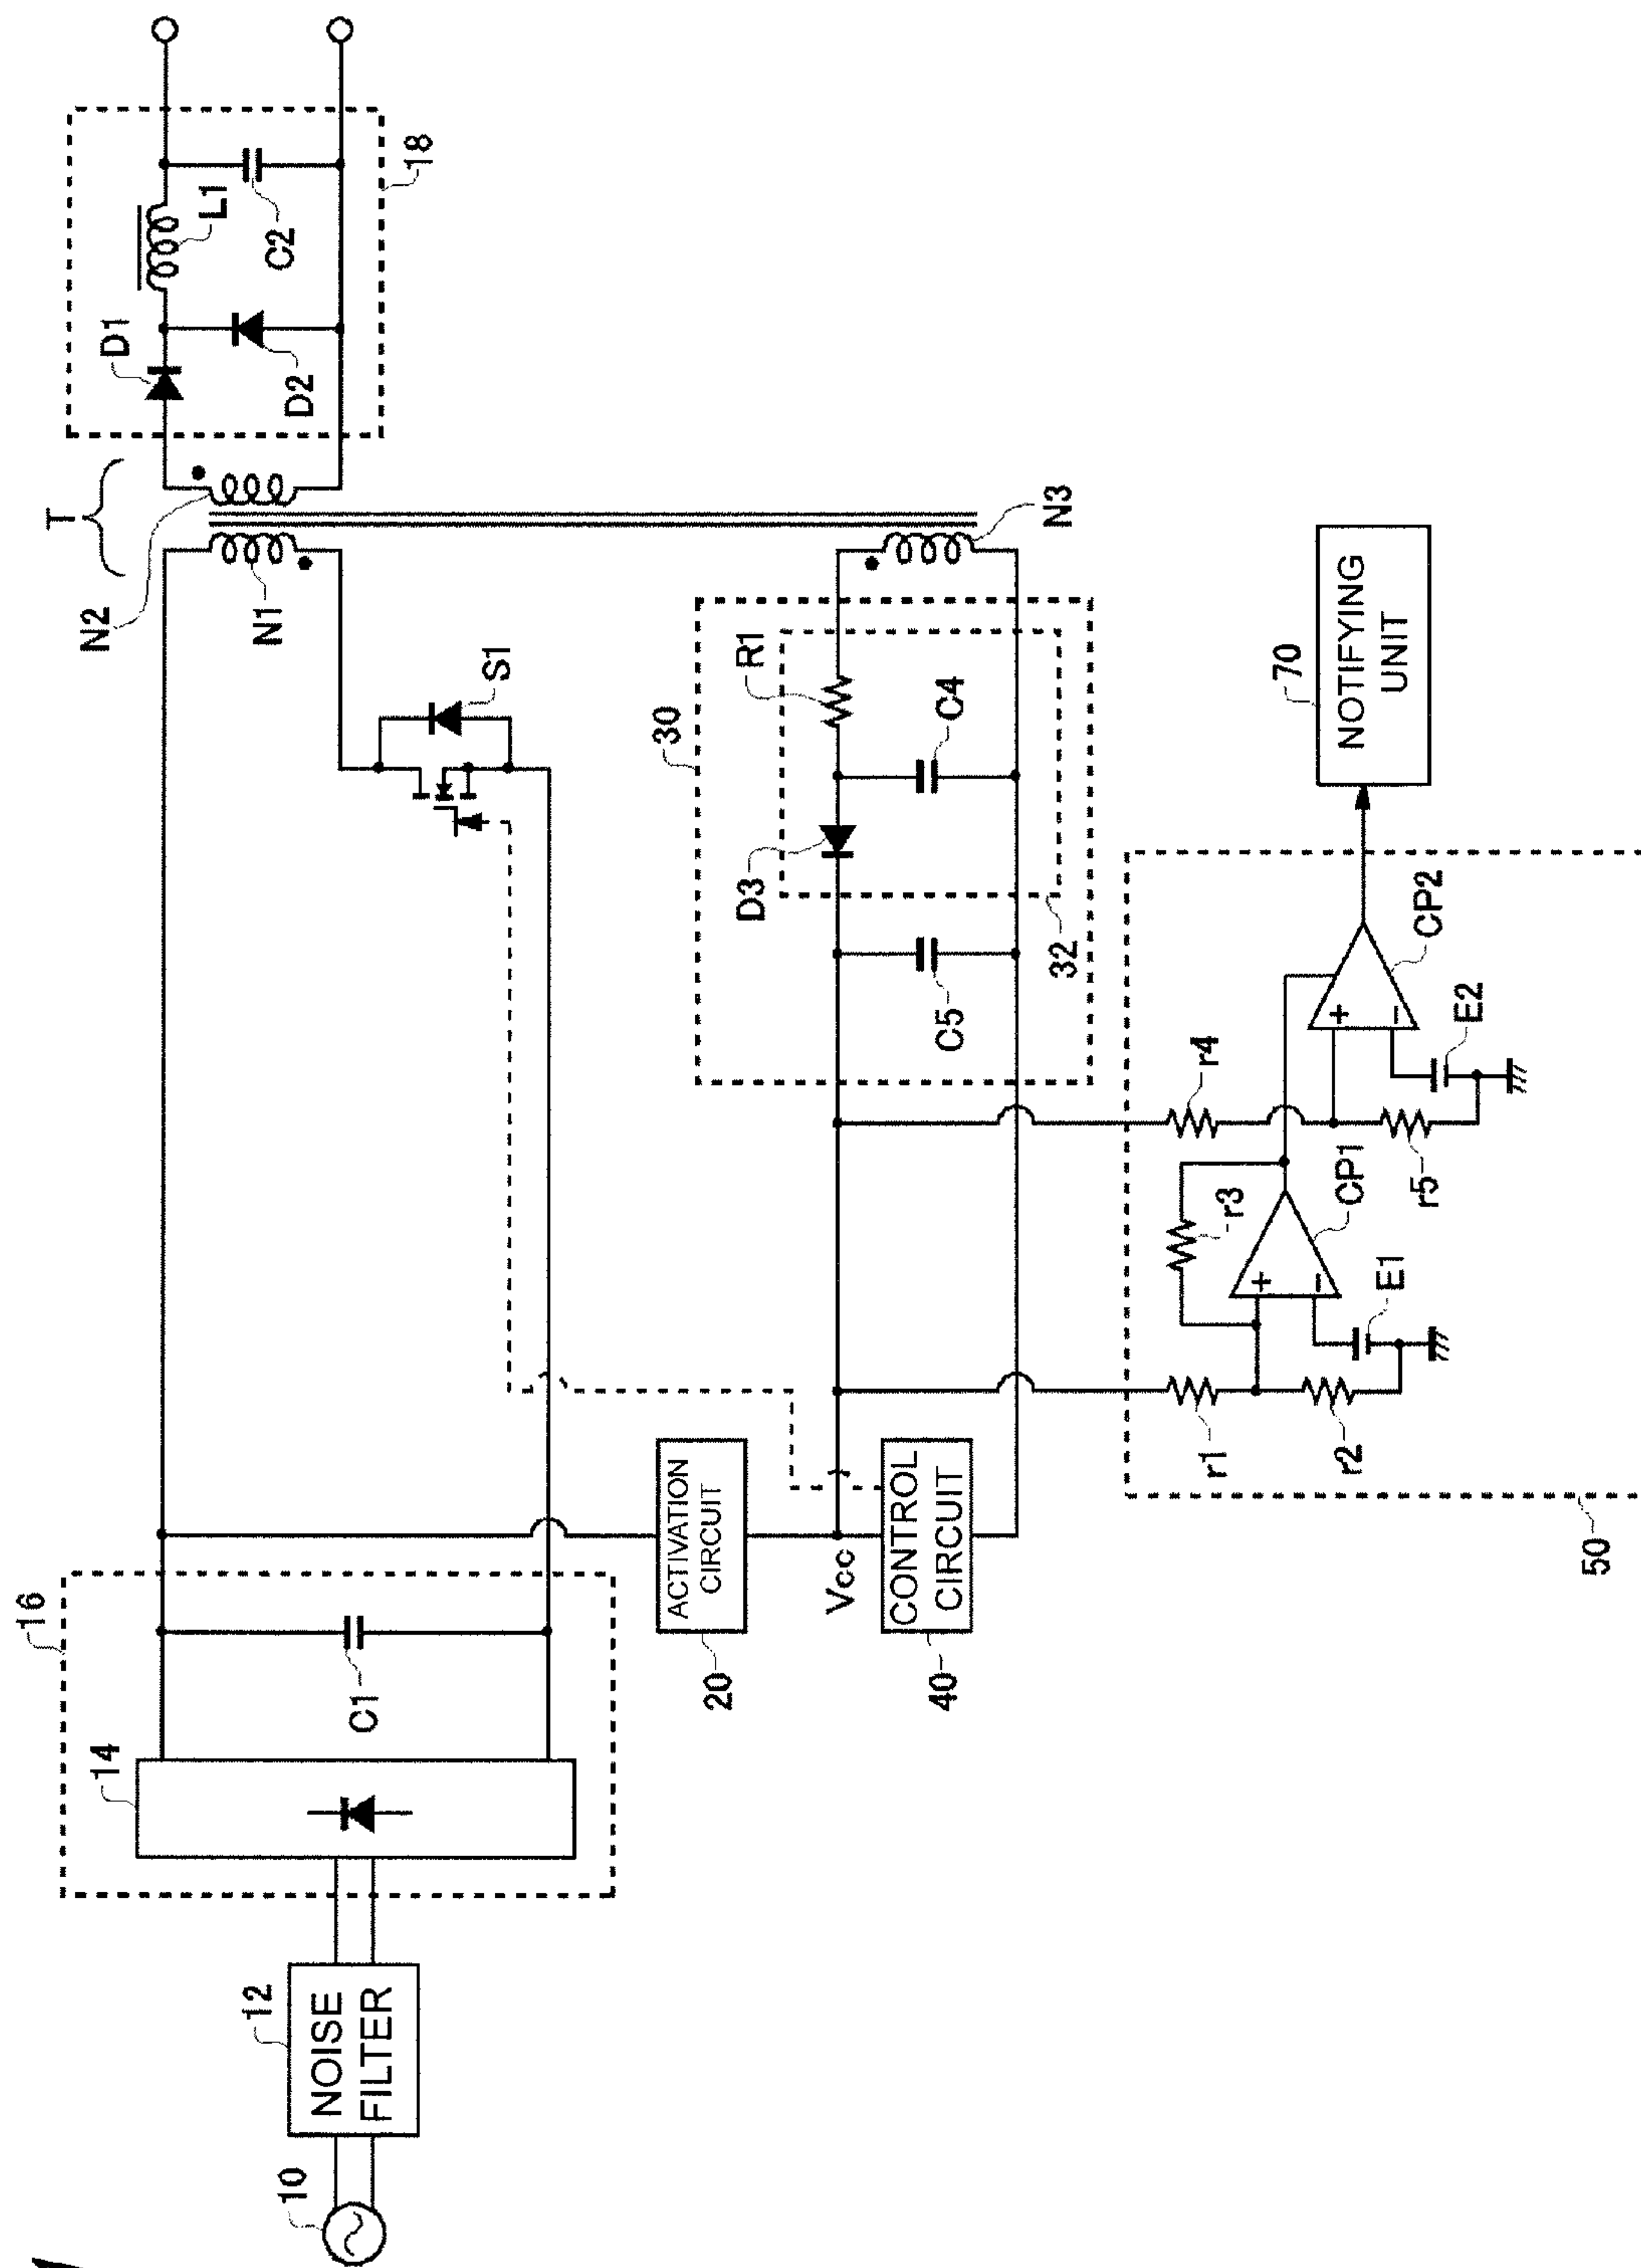 10
12
NOISE
FILTER
16
14
C1
20
ACTIVATION
CIRCUIT
Vcc
40
CONTROL
CIRCUIT
S1
T
N2
N1
N3
D1
D2
L1
C2
18
30
R1
C4
D3
C5
32
50
r1
r2
r3
+
−
CP1
E1
r4
r5
+
−
CP2
E2
70
NOTIFYING
UNIT